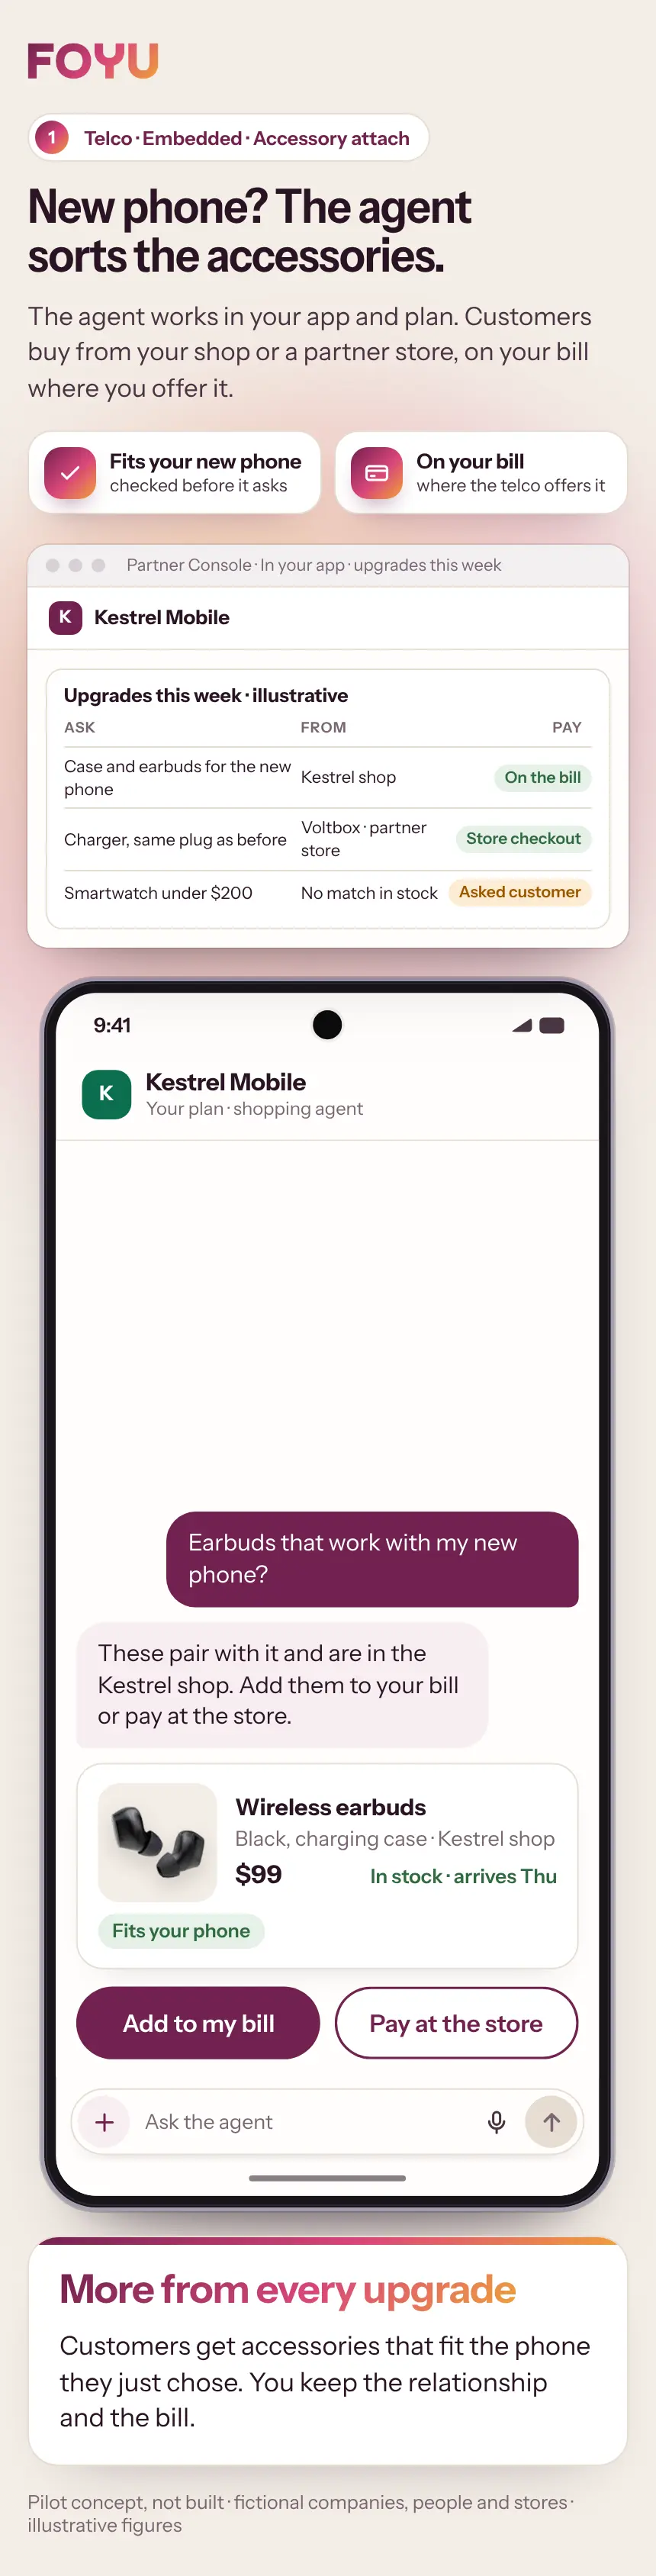 FOYU
1 Telco · Embedded · Accessory attach
New phone? The agent
sorts the accessories.
The agent works in your app and plan. Customers
buy from your shop or a partner store, on your bill
where you offer it.
Fits your new phone
checked before it asks
On your bill
where the telco offers it
Partner Console · In your app · upgrades this week
K Kestrel Mobile
Upgrades this week · illustrative
ASK FROM PAY
Case and earbuds for the new
phone
Kestrel shop
On the bill
Charger, same plug as before
Voltbox · partner
store
Store checkout
Smartwatch under $200
No match in stock
Asked customer
9:41
K
Kestrel Mobile
Your plan · shopping agent
Earbuds that work with my new
phone?
These pair with it and are in the
Kestrel shop. Add them to your bill
or pay at the store.
Wireless earbuds
Black, charging case · Kestrel shop
$99
In stock · arrives Thu
Fits your phone
Add to my bill
Pay at the store
Ask the agent
More from every upgrade
Customers get accessories that fit the phone
they just chose. You keep the relationship
and the bill.
Pilot concept, not built · fictional companies, people and stores ·
illustrative figures